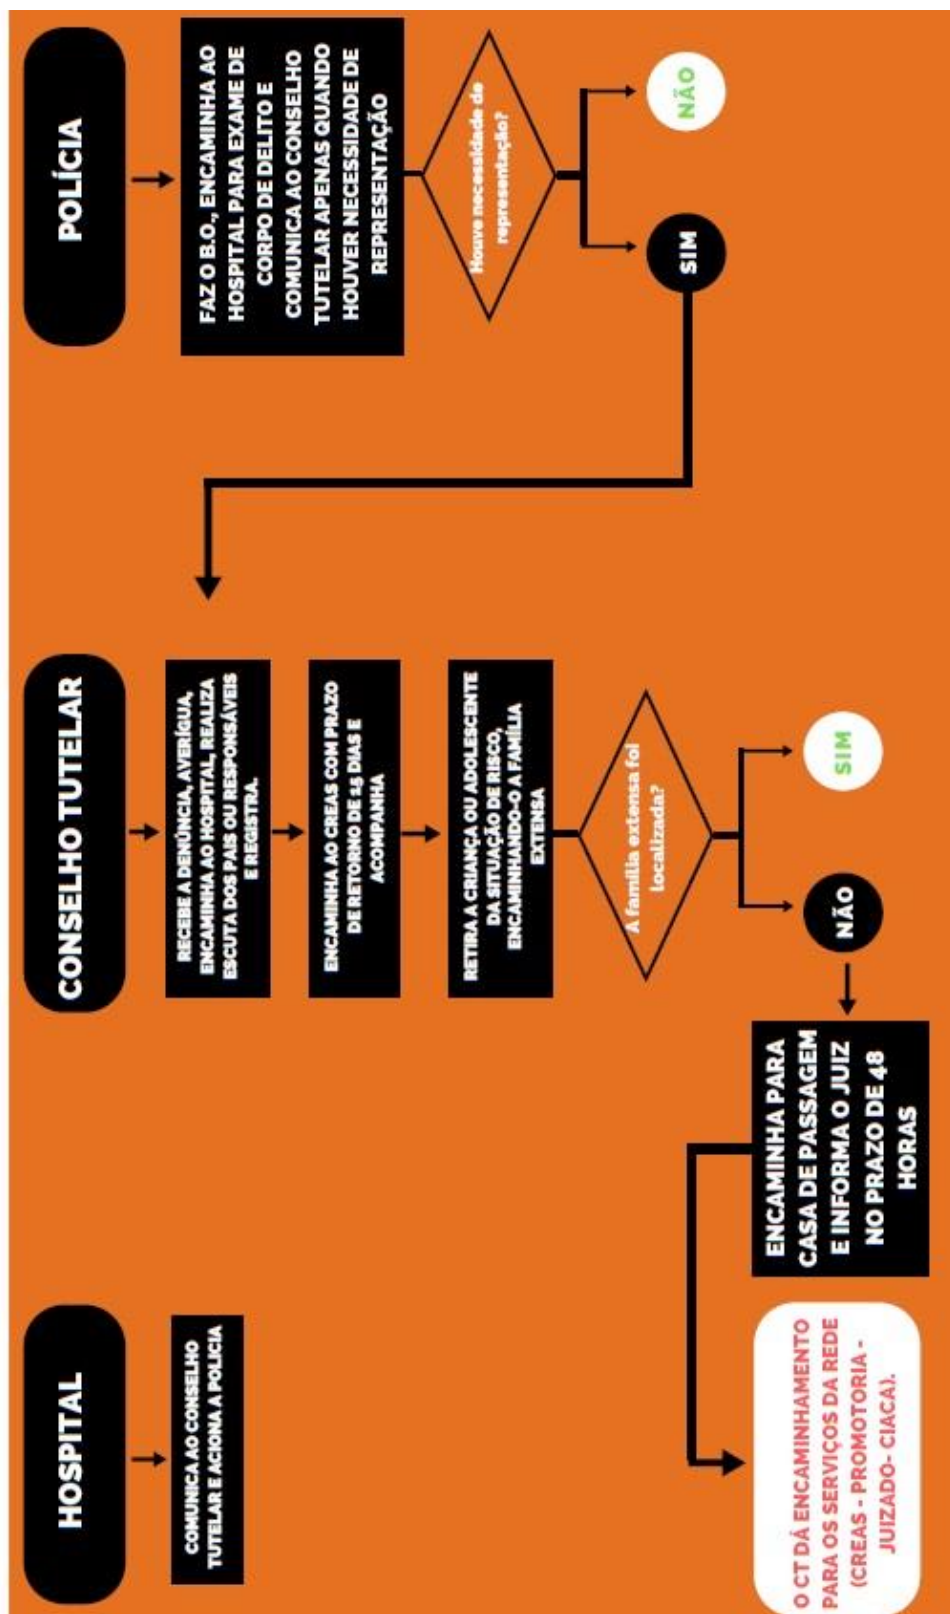 HOSPITAL
COMUNICA AO CONSELHO
TUTELAR E ACIONA A POLICIA
CONSELHO TUTELAR
RECEBE A DENÚNCIA, AVERÍGUA,
ENCAMINHA AO HOSPITAL, REALIZA
ESCUTA DOS PAIS OU RESPONSÁVEIS
E REGISTRA.
ENCAMINHA AO CREAS COM PRAZO
DE RETORNO DE 15 DIAS E
ACOMPANHA
RETIRA A CRIANÇA OU ADOLESCENTE
DA SITUAÇÃO DE RISCO,
ENCAMINHANDO-O A FAMÍLIA
EXTENSA
A família extensa foi
localizada?
NÃO
SIM
ENCAMINHA PARA
CASA DE PASSAGEM
E INFORMA O JUIZ
NO PRAZO DE 48
HORAS
O CT DÁ ENCAMINHAMENTO
PARA OS SERVIÇOS DA REDE
(CREAS - PROMOTORIA -
JUIZADO- CIACA).
POLÍCIA
FAZ O B.O., ENCAMINHA AO
HOSPITAL PARA EXAME DE
CORPO DE DELITO E
COMUNICA AO CONSELHO
TUTELAR APENAS QUANDO
HOUVER NECESSIDADE DE
REPRESENTAÇÃO
Houve necessidade de
representação?
SIM
NÃO